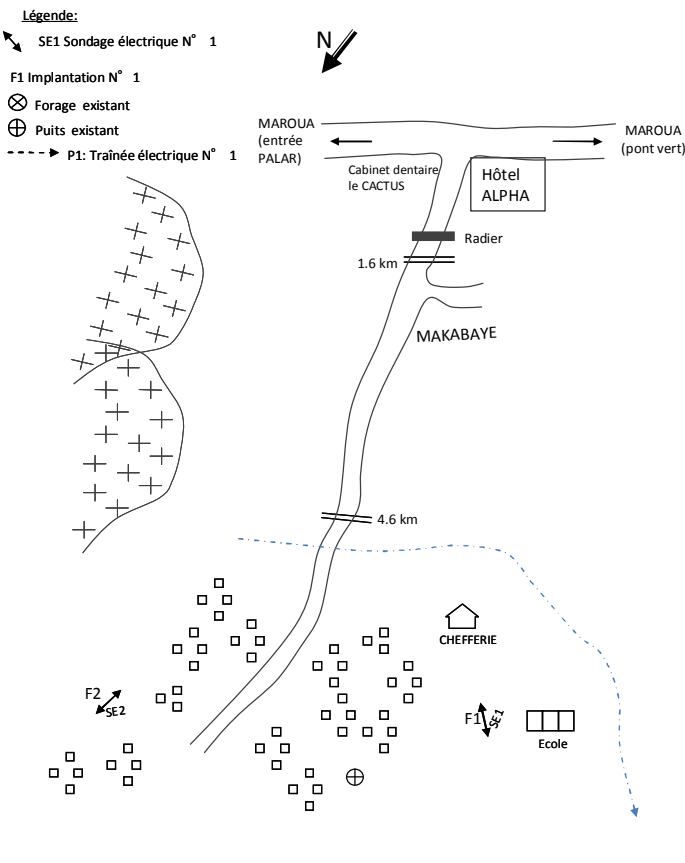 Légende:
SE1 Sondage électrique N° 1
F1 Implantation N° 1
Forage existant
Puits existant
P1: Traînée électrique N° 1
N
MAROUA
(entrée
PALAR)
MAROUA
(pont vert)
Cabinet dentaire
le CACTUS
Hôtel
ALPHA
Radier
1.6 km
MAKABAYE
4.6 km
CHEFFERIE
F2
SE2
F1
SE1
Ecole